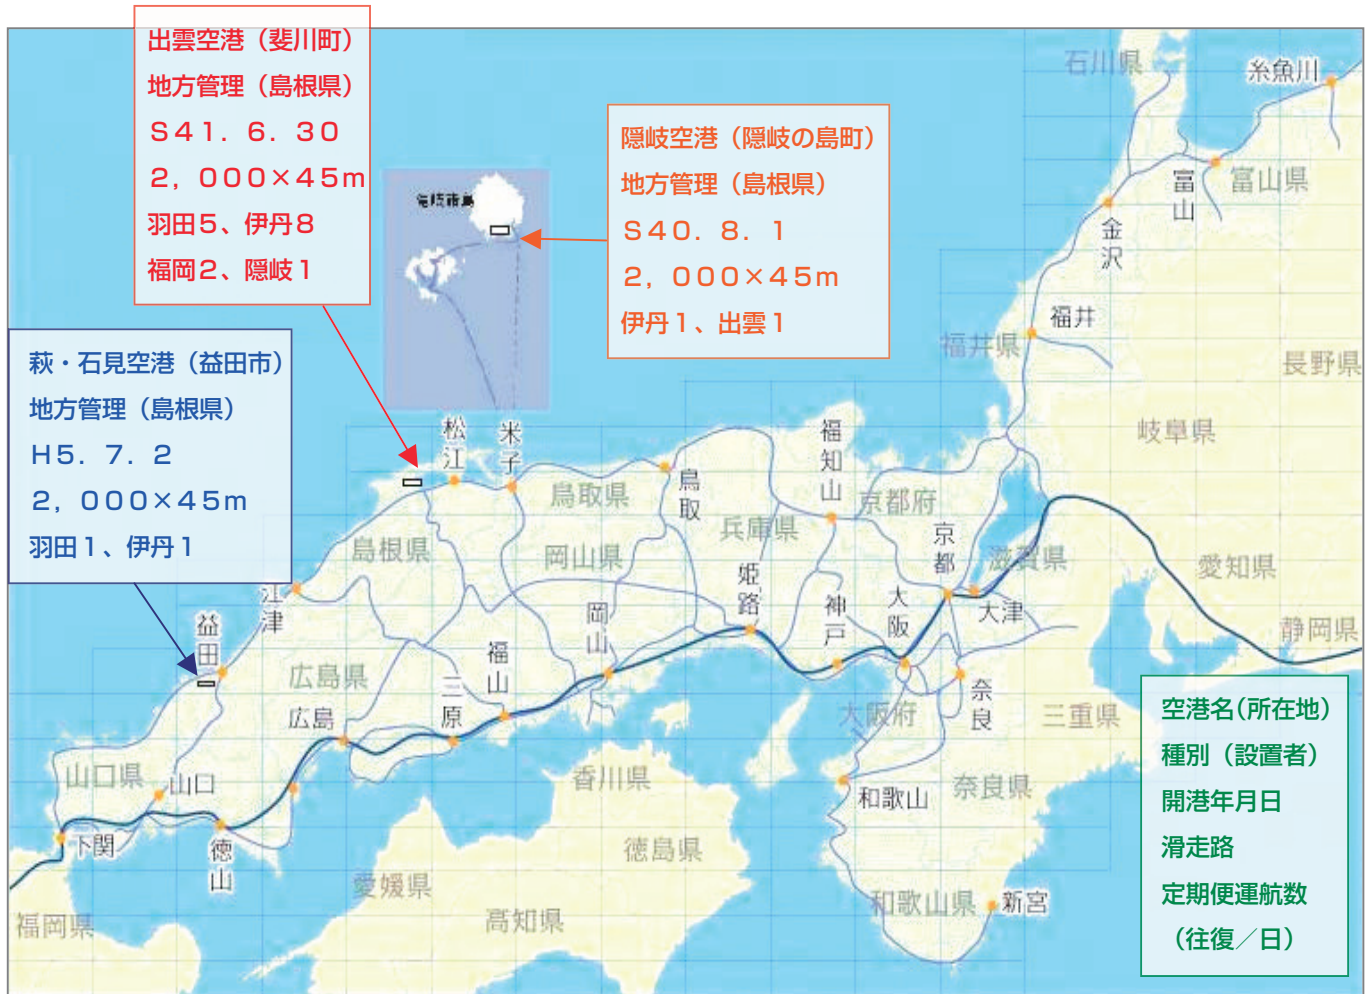 出雲空港（斐川町）
地方管理（島根県）
Ｓ４１．６．３０
２，０００×４５ｍ
羽田５、伊丹８
福岡２、隠岐１
隠岐空港（隠岐の島町）
地方管理（島根県）
Ｓ４０．８．１
２，０００×４５ｍ
伊丹１、出雲１
萩・石見空港（益田市）
地方管理（島根県）
Ｈ５．７．２
２，０００×４５ｍ
羽田１、伊丹１
石川県
糸魚川
富山
富山県
金沢
福井
福井県
長野県
岐阜県
松江
米子
鳥取県
鳥取
福知山
京都府
兵庫県
京都
滋賀県
愛知県
静岡県
島根県
岡山県
姫路
神戸
大阪
大津
江津
益田
広島県
福山
岡山
三原
広島
大阪府
奈良
三重県
山口県
山口
香川県
和歌山
奈良県
下関
徳山
徳島県
愛媛県
高知県
和歌山県
新宮
福岡県
空港名（所在地）
種別（設置者）
開港年月日
滑走路
定期便運航数
（往復／日）